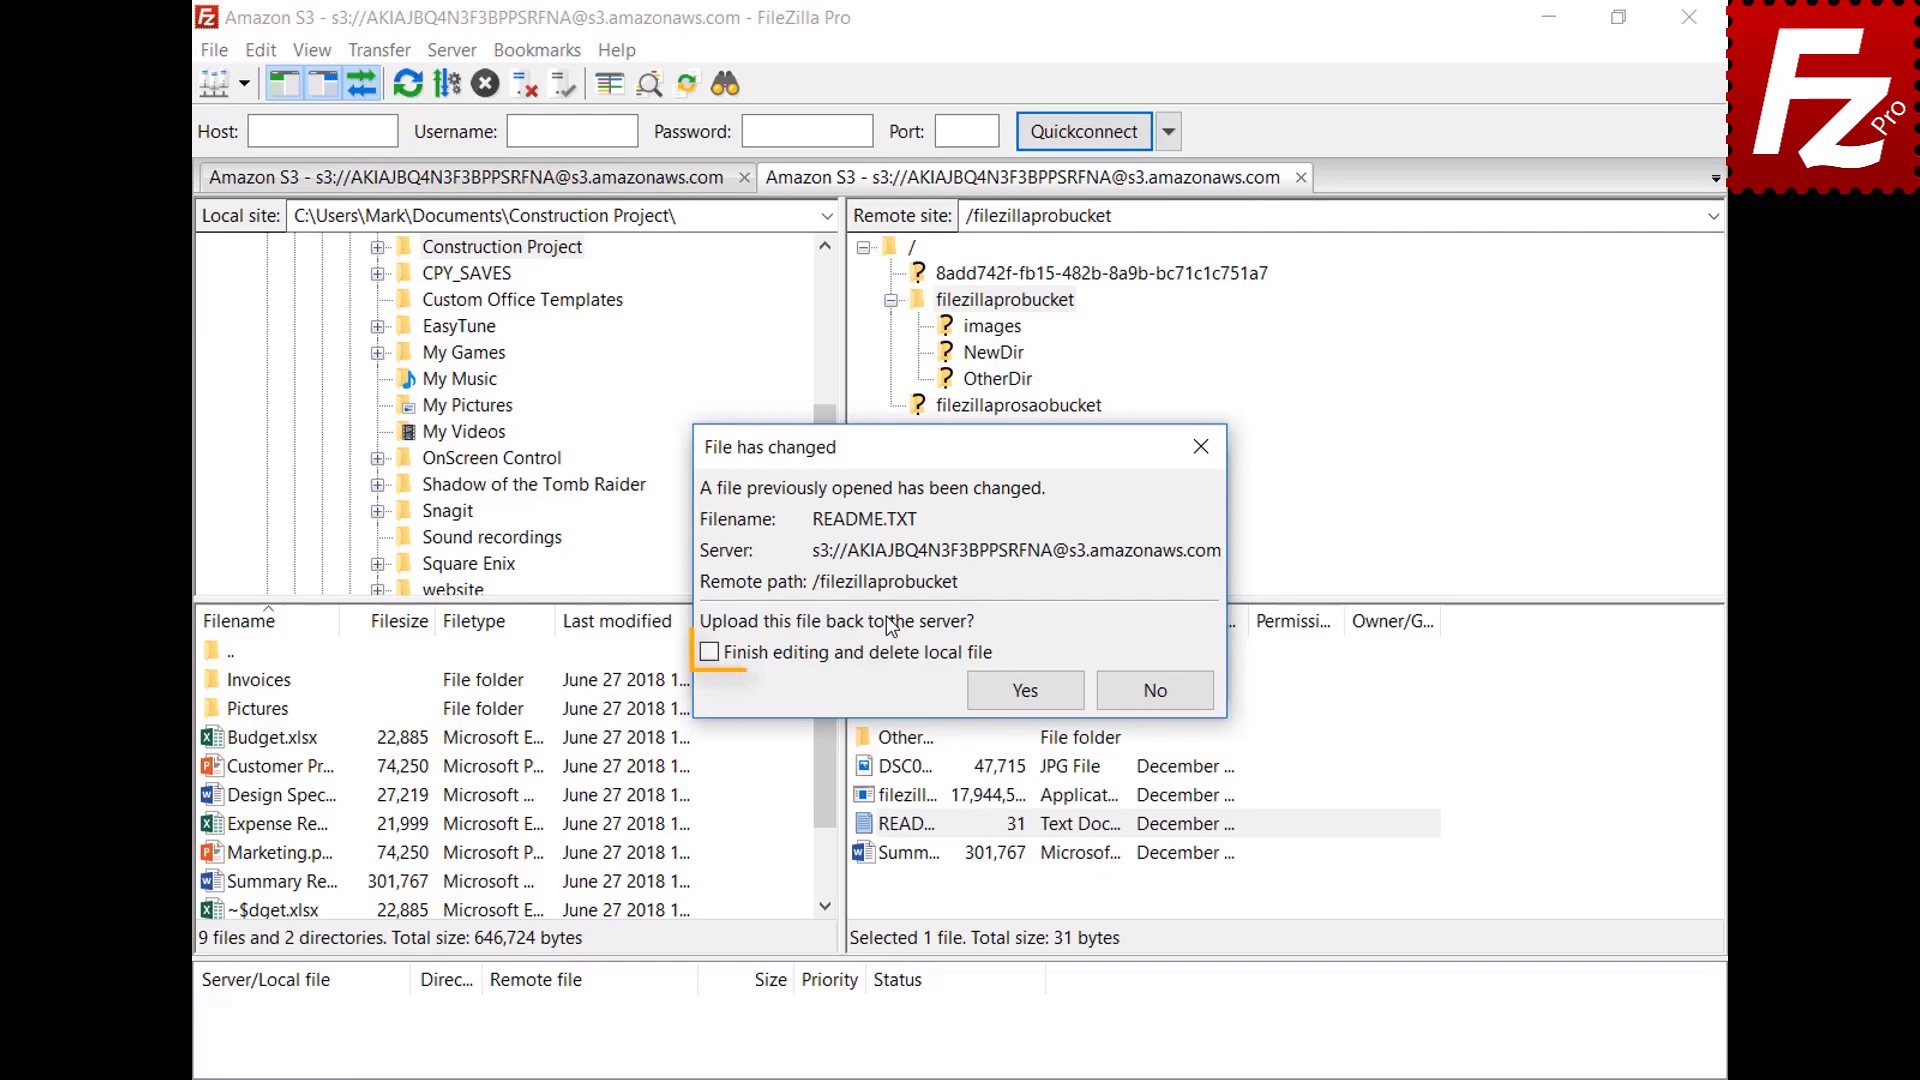 Amazon S3 - s3://AKIAJBQ4N3F3BPPSRFNA@s3.amazonaws.com - FileZilla Pro
File Edit View Transfer Server Bookmarks Help
Host: Username: Password: Port: Quickconnect
Amazon S3 - s3://AKIAJBQ4N3F3BPPSRFNA@s3.amazonaws.com
Amazon S3 - s3://AKIAJBQ4N3F3BPPSRFNA@s3.amazonaws.com
Fz Pro
Local site: C:\Users\Mark\Documents\Construction Project\
Construction Project
CPY_SAVES
Custom Office Templates
EasyTune
My Games
My Music
My Pictures
My Videos
OnScreen Control
Shadow of the Tomb Raider
Snagit
Sound recordings
Square Enix
website
Remote site: /filezillaprobucket
/
8add742f-fb15-482b-8a9b-bc71c1c751a7
filezillaprobucket
images
NewDir
OtherDir
filezillaprosaobucket
File has changed
A file previously opened has been changed.
Filename: README.TXT
Server: s3://AKIAJBQ4N3F3BPPSRFNA@s3.amazonaws.com
Remote path: /filezillaprobucket
Upload this file back to the server?
Finish editing and delete local file
Yes No
Filename Filesize Filetype Last modified
..
Invoices File folder June 27 2018 1...
Pictures File folder June 27 2018 1...
Budget.xlsx 22,885 Microsoft E... June 27 2018 1...
Customer Pr... 74,250 Microsoft P... June 27 2018 1...
Design Spec... 27,219 Microsoft ... June 27 2018 1...
Expense Re... 21,999 Microsoft E... June 27 2018 1...
Marketing.p... 74,250 Microsoft P... June 27 2018 1...
Summary Re... 301,767 Microsoft ... June 27 2018 1...
~$dget.xlsx 22,885 Microsoft E... June 27 2018 1...
9 files and 2 directories. Total size: 646,724 bytes
... Permissi... Owner/G...
Other... File folder
DSC0... 47,715 JPG File December ...
filezill... 17,944,5... Applicat... December ...
READ... 31 Text Doc... December ...
Summ... 301,767 Microsof... December ...
Selected 1 file. Total size: 31 bytes
Server/Local file Direc... Remote file Size Priority Status